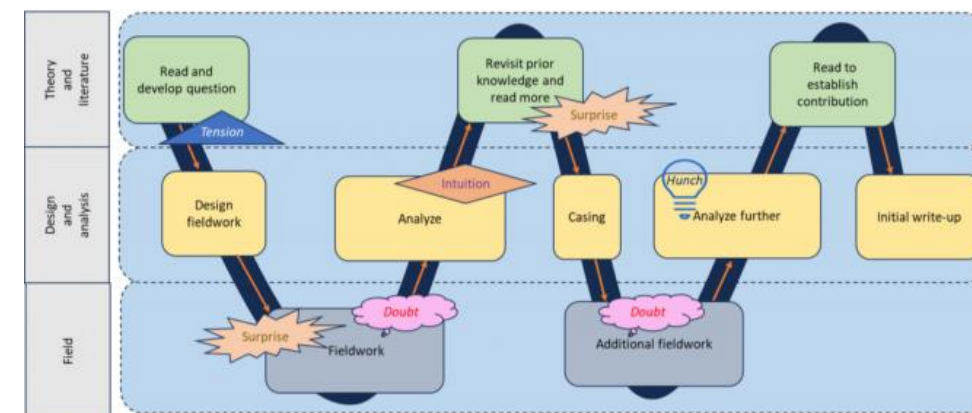 Theory
and
literature
Read and
develop question
Tension
Revisit prior
knowledge and
read more
Surprise
Read to
establish
contribution
Design
and
analysis
Design
fieldwork
Analyze
Intuition
Casing
Hunch
Analyze further
Initial write-up
Field
Surprise
Fieldwork
Doubt
Doubt
Additional fieldwork